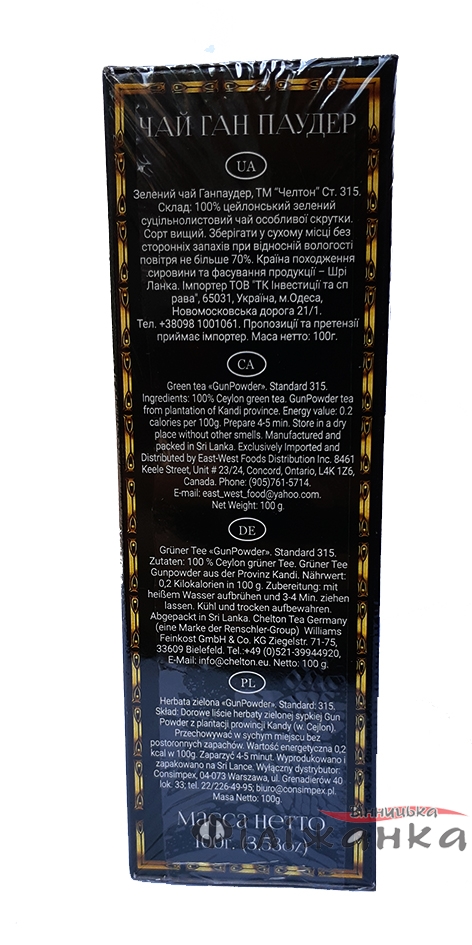 ЧАЙ ГАН ПАУДЕР
UA
Зелений чай Ганпаудер, ТМ "Челтон" Ст. 315.
Склад: 100% цейлонський зелений
суцільнолистовий чай особливої скрутки.
Сорт вищий. Зберігати у сухому місці без
сторонніх запахів при відносній вологості
повітря не більше 70%. Країна походження
сировини та фасування продукції – Шрі
Ланка. Імпортер ТОВ "ТК Інвестиції та сп
рава", 65031, Україна, м.Одеса,
Новомосковська дорога 21/1.
Тел. +38098 1001061. Пропозиції та претензії
приймає імпортер. Маса нетто: 100г.
CA
Green tea «GunPowder». Standard 315.
Ingredients: 100% Ceylon green tea. GunPowder tea
from plantation of Kandi province. Energy value: 0.2
calories per 100g. Prepare 4-5 min. Store in a dry
place without other smells. Manufactured and
packed in Sri Lanka. Exclusively Imported and
Distributed by East-West Foods Distribution Inc. 8461
Keele Street, Unit # 23/24, Concord, Ontario, L4K 1Z6,
Canada. Phone: (905)761-5714.
E-mail: east_west_food@yahoo.com.
Net Weight: 100 g.
DE
Grüner Tee «GunPowder». Standard 315.
Zutaten: 100 % Ceylon grüner Tee. Grüner Tee
Gunpowder aus der Provinz Kandi. Nährwert:
0,2 Kilokalorien in 100 g. Zubereitung: mit
heißem Wasser aufbrühen und 3-4 Min. ziehen
lassen. Kühl und trocken aufbewahren.
Abgepackt in Sri Lanka. Chelton Tea Germany
(eine Marke der Renschler-Group) Williams
Feinkost GmbH & Co. KG Ziegelstr. 71-75,
33609 Bielefeld. Tel.:+49 (0)521-39944920,
E-Mail: info@chelton.eu. Netto: 100 g.
PL
Herbata zielona «GunPowder». Standard: 315.
Skład: Dorowe liście herbaty zielonej sypkiej Gun
Powder z plantacji prowicji Kandy (w. Cejlon).
Przechowywać w sychym miejscu bez
postoronnych zapachów. Wartość energetyczna 0,2
kcal w 100g. Zaparzyć 4-5 minut. Wyprodukowano i
zapakowano na Sri Lance. Wyłączny dystrybutor:
Consimpex, 04-073 Warszawa, ul. Grenadierów 40
lok. 33; tel. 22/226-49-95; biuro@consimpex.pl.
Masa Netto: 100g.
Масса нетто
100г. (3.53oz)
Вінницька
Філіжанка